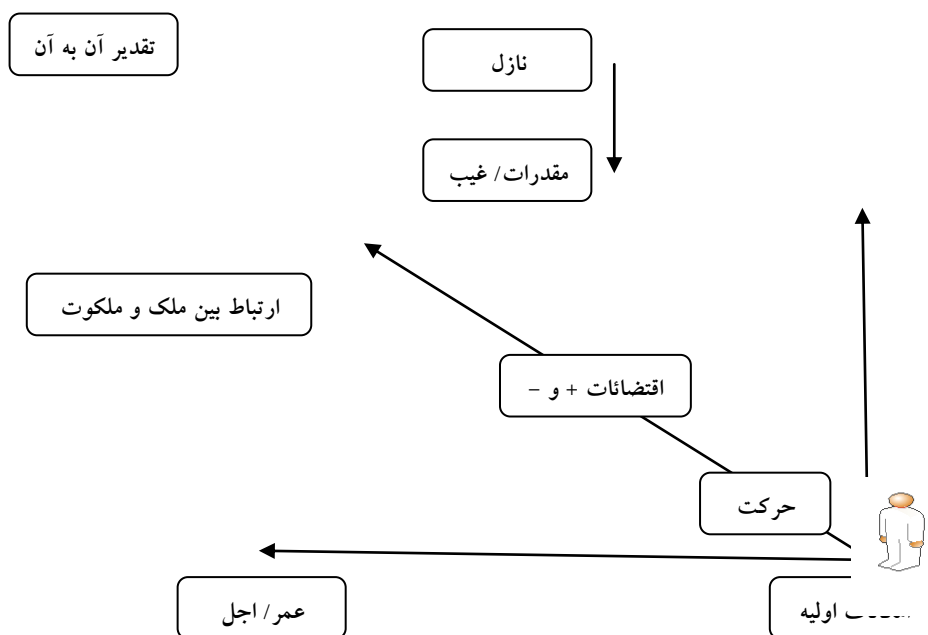 تقدیر آن به آن
نازل
مقدرات/ غیب
ارتباط بین ملک و ملکوت
اقتضائات + و –
حرکت
عمر/ اجل
اولیه